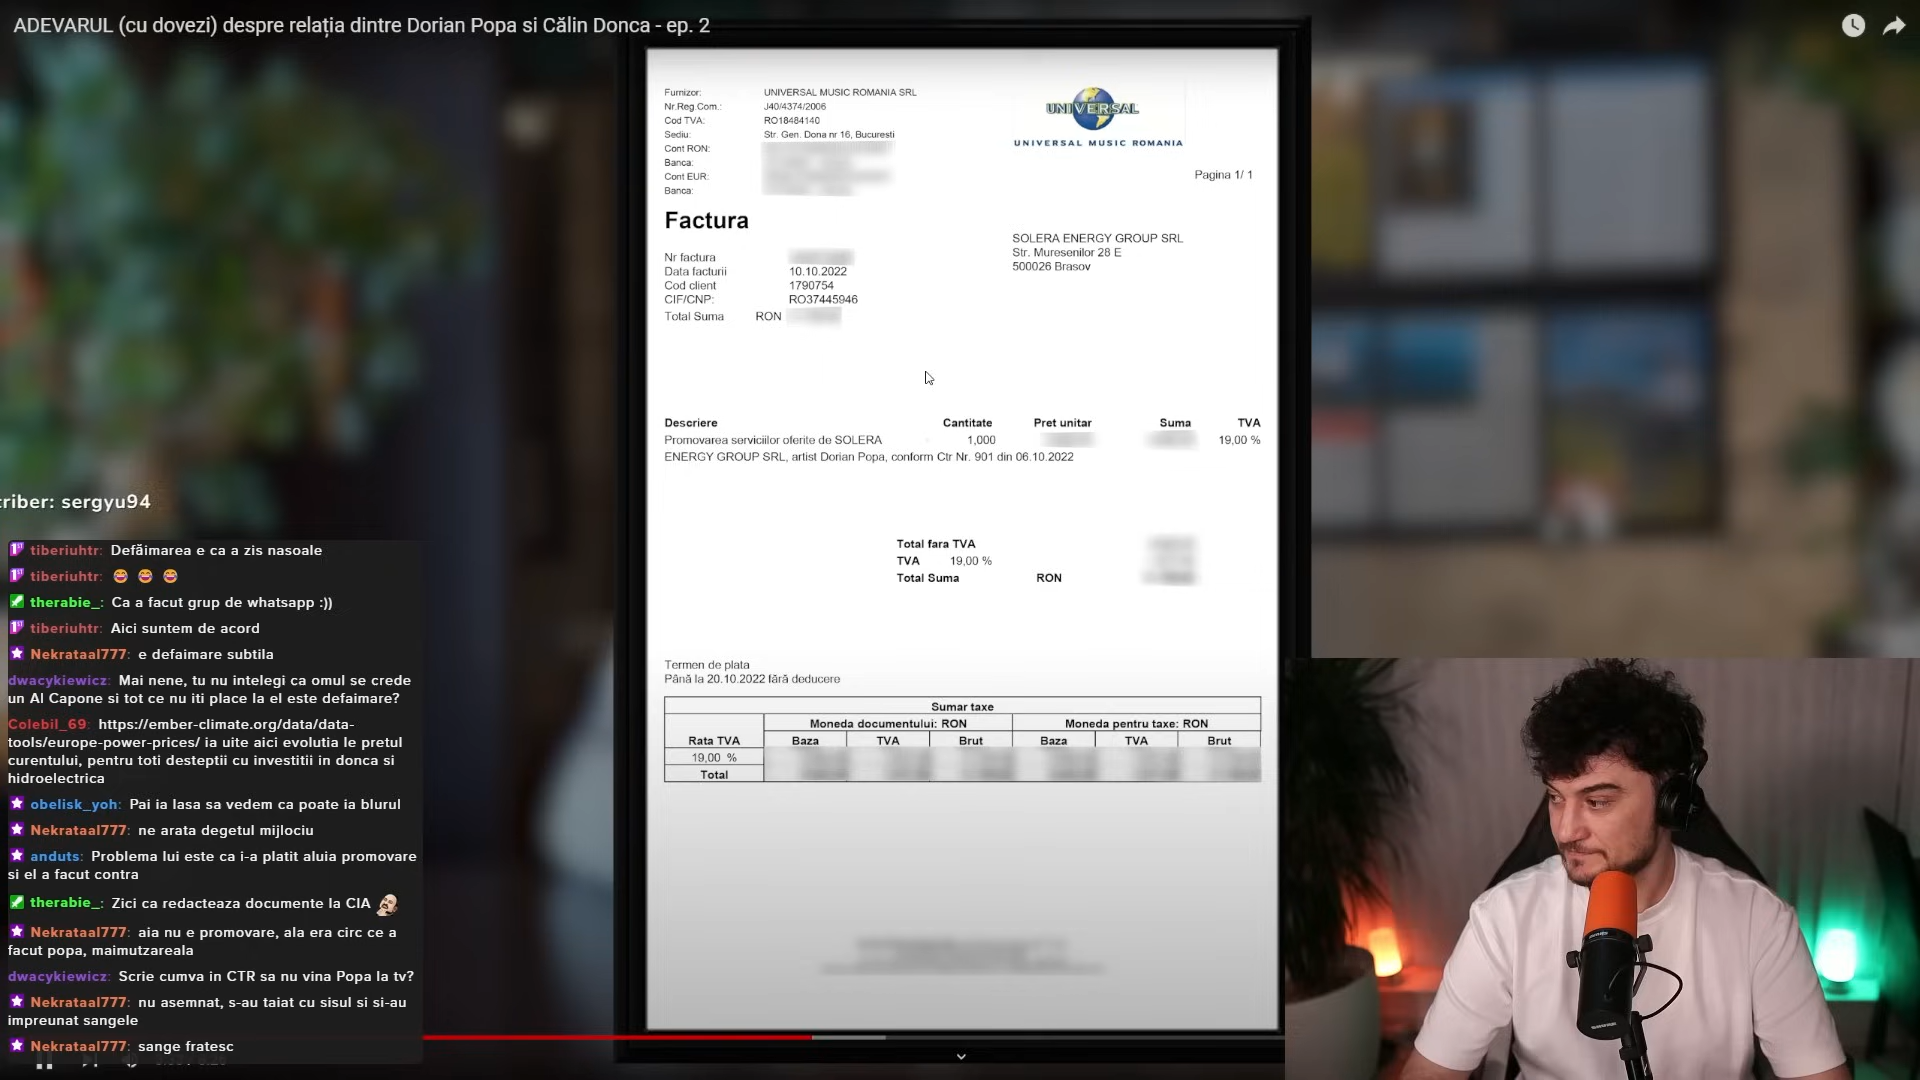 ADEVARUL (cu dovezi) despre relația dintre Dorian Popa si Călin Donca - ep. 2
Furnizor: UNIVERSAL MUSIC ROMANIA SRL
Nr.Reg.Com.: J40/4374/2006
Cod TVA: RO18484140
Sediu: Str. Gen. Dona nr 16, Bucuresti
Cont RON:
Banca:
Cont EUR:
Banca:
UNIVERSAL
UNIVERSAL MUSIC ROMANIA
Pagina 1/ 1
Factura
SOLERA ENERGY GROUP SRL
Str. Muresenilor 28 E
500026 Brasov
Nr factura
Data facturii 10.10.2022
Cod client 1790754
CIF/CNP: RO37445946
Total Suma RON
Descriere Cantitate Pret unitar Suma TVA
Promovarea serviciilor oferite de SOLERA 1,000 19,00 %
ENERGY GROUP SRL, artist Dorian Popa, conform Ctr Nr. 901 din 06.10.2022
Total fara TVA
TVA 19,00 %
Total Suma RON
Termen de plata
Până la 20.10.2022 fără deducere
Sumar taxe
Moneda documentului: RON Moneda pentru taxe: RON
Rata TVA Baza TVA Brut Baza TVA Brut
19,00 %
Total
criber: sergyu94
tiberiuhtr: Defăimarea e ca a zis nasoale
tiberiuhtr: 😂 😂 😂
therabie_: Ca a facut grup de whatsapp :))
tiberiuhtr: Aici suntem de acord
Nekrataal777: e defaimare subtila
dwacykiewicz: Mai nene, tu nu intelegi ca omul se crede
un Al Capone si tot ce nu iti place la el este defaimare?
Colebil_69: https://ember-climate.org/data/data-
tools/europe-power-prices/ ia uite aici evolutia le pretul
curentului, pentru toti desteptii cu investitii in donca si
hidroelectrica
obelisk_yoh: Pai ia lasa sa vedem ca poate ia blurul
Nekrataal777: ne arata degetul mijlociu
anduts: Problema lui este ca i-a platit aluia promovare
si el a facut contra
therabie_: Zici ca redacteaza documente la CIA
Nekrataal777: aia nu e promovare, ala era circ ce a
facut popa, maimutzareala
dwacykiewicz: Scrie cumva in CTR sa nu vina Popa la tv?
Nekrataal777: nu asemnat, s-au taiat cu sisul si si-au
impreunat sangele
Nekrataal777: sange fratesc